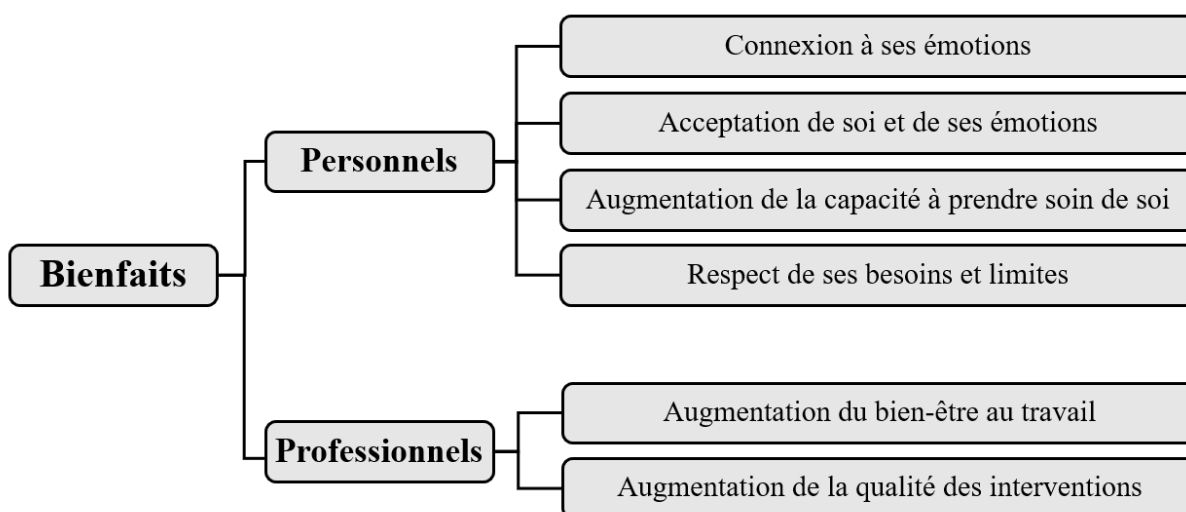 Bienfaits
Personnels
Connexion à ses émotions
Acceptation de soi et de ses émotions
Augmentation de la capacité à prendre soin de soi
Respect de ses besoins et limites
Professionnels
Augmentation du bien-être au travail
Augmentation de la qualité des interventions